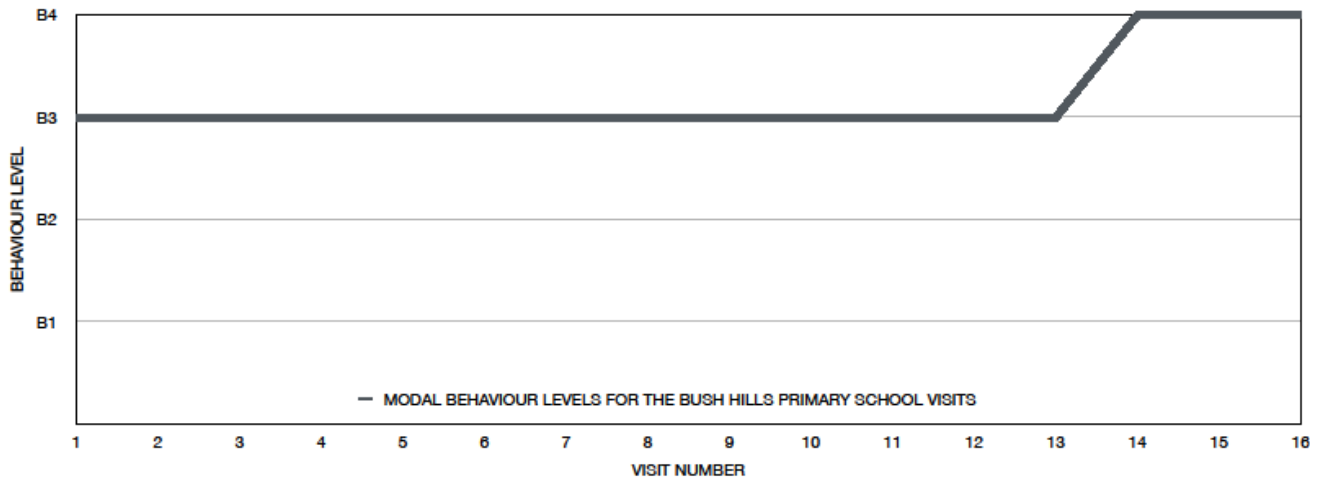 B4
B3
B2
B1
BEHAVIOUR LEVEL
— MODAL BEHAVIOUR LEVELS FOR THE BUSH HILLS PRIMARY SCHOOL VISITS
1 2 3 4 5 6 7 8 9 10 11 12 13 14 15 16
VISIT NUMBER